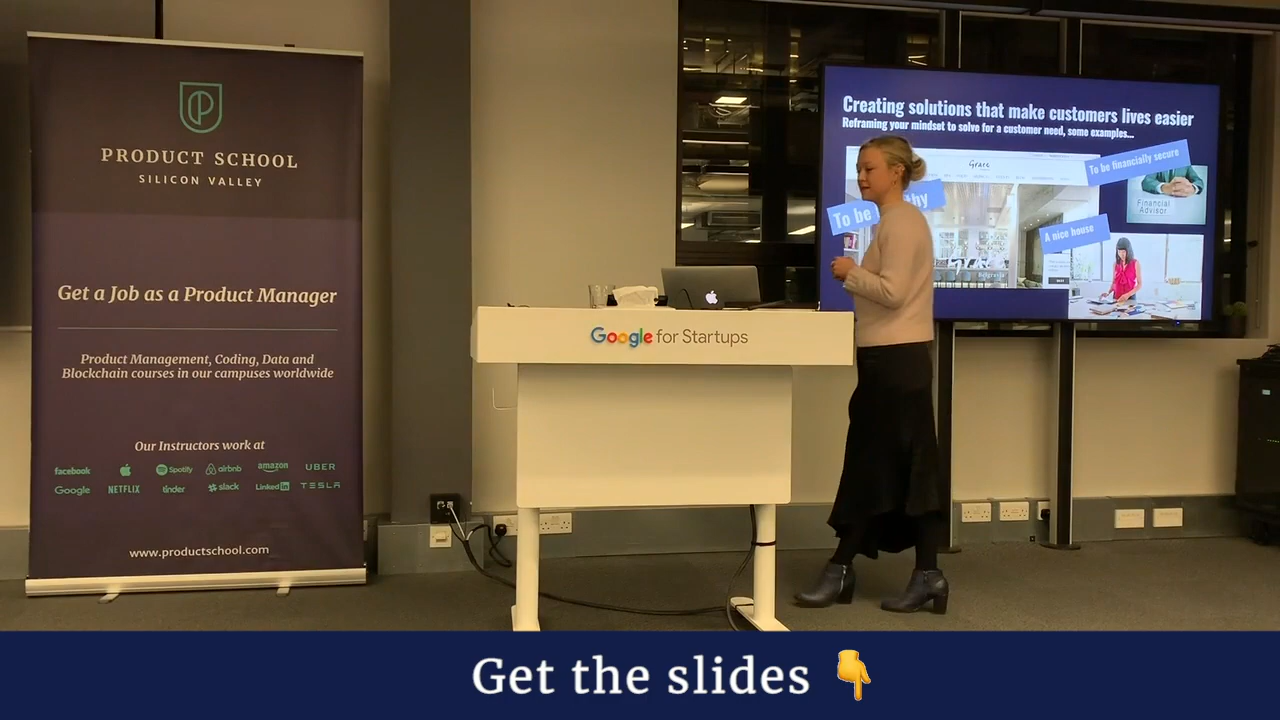 PRODUCT SCHOOL
SILICON VALLEY
Get a Job as a Product Manager
Product Management, Coding, Data and
Blockchain courses in our campuses worldwide
Our Instructors work at
facebook Spotify airbnb amazon UBER
Google NETFLIX tinder slack LinkedIn TESLA
www.productschool.com
Google for Startups
Creating solutions that make customers lives easier
Reframing your mindset to solve for a customer need, some examples...
Grace
To be financially secure
To be thy
Financial
Advisor
A nice house
Belgravia
Get the slides 👇